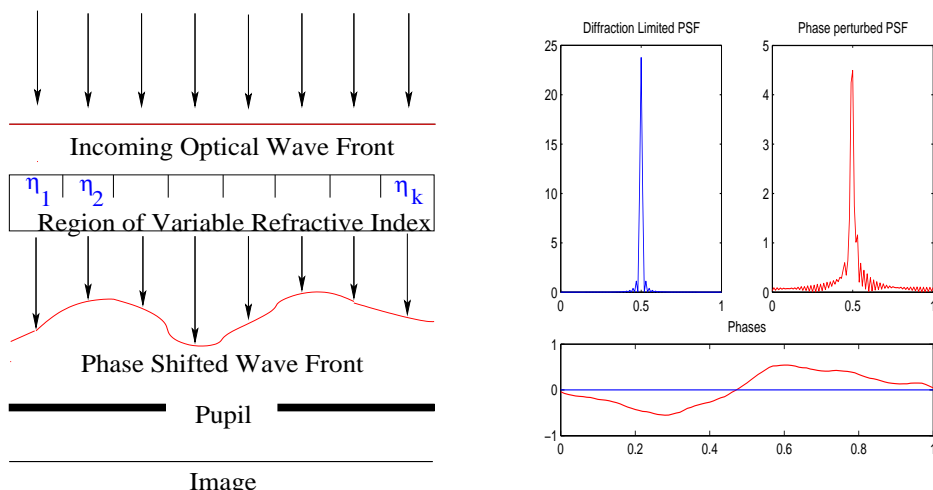 Incoming Optical Wave Front
η1 η2 ηk
Region of Variable Refractive Index
Phase Shifted Wave Front
Pupil
Image
Diffraction Limited PSF
25
20
15
10
5
0
0 0.5 1
Phase perturbed PSF
5
4
3
2
1
0
0 0.5 1
Phases
1
0
−1
0 0.2 0.4 0.6 0.8 1